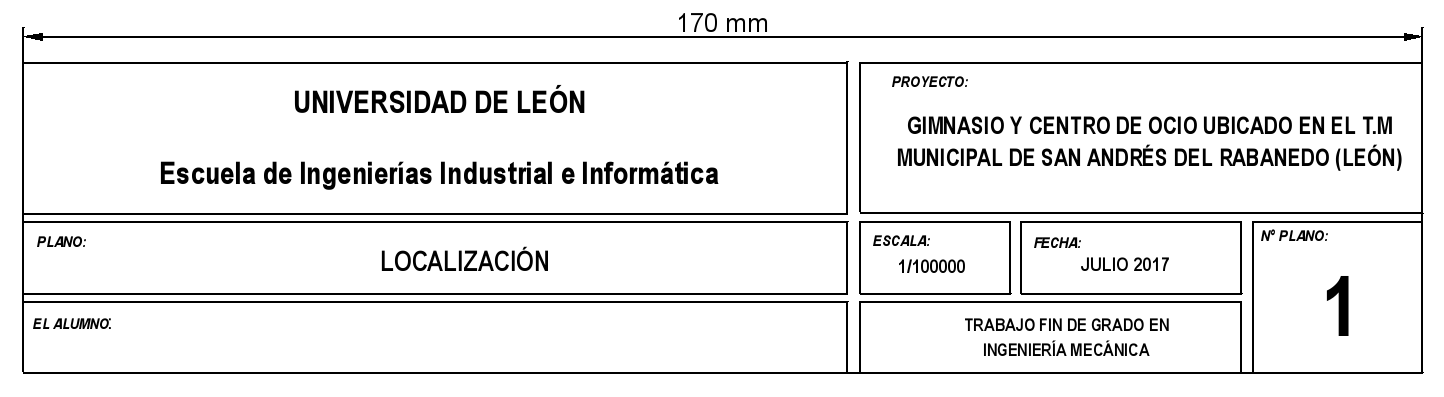 170 mm
UNIVERSIDAD DE LEÓN
Escuela de Ingenierías Industrial e Informática
PROYECTO:
GIMNASIO Y CENTRO DE OCIO UBICADO EN EL T.M
MUNICIPAL DE SAN ANDRÉS DEL RABANEDO (LEÓN)
PLANO:
LOCALIZACIÓN
ESCALA:
1/100000
FECHA:
JULIO 2017
Nº PLANO:
1
EL ALUMNO:
TRABAJO FIN DE GRADO EN
INGENIERÍA MECÁNICA